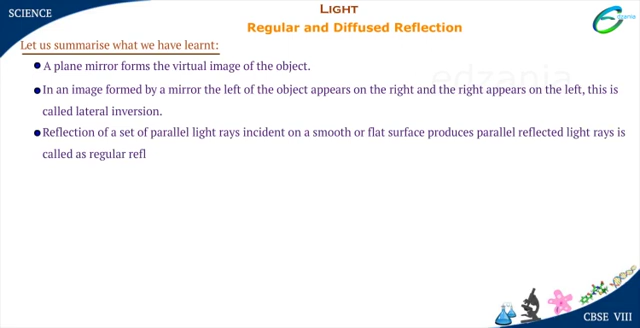 SCIENCE
LIGHT
Regular and Diffused Reflection
Edzania
Let us summarise what we have learnt:
A plane mirror forms the virtual image of the object.
edzania
In an image formed by a mirror the left of the object appears on the right and the right appears on the left, this is
called lateral inversion.
Reflection of a set of parallel light rays incident on a smooth or flat surface produces parallel reflected light rays is
called as regular refl
CBSE VIII